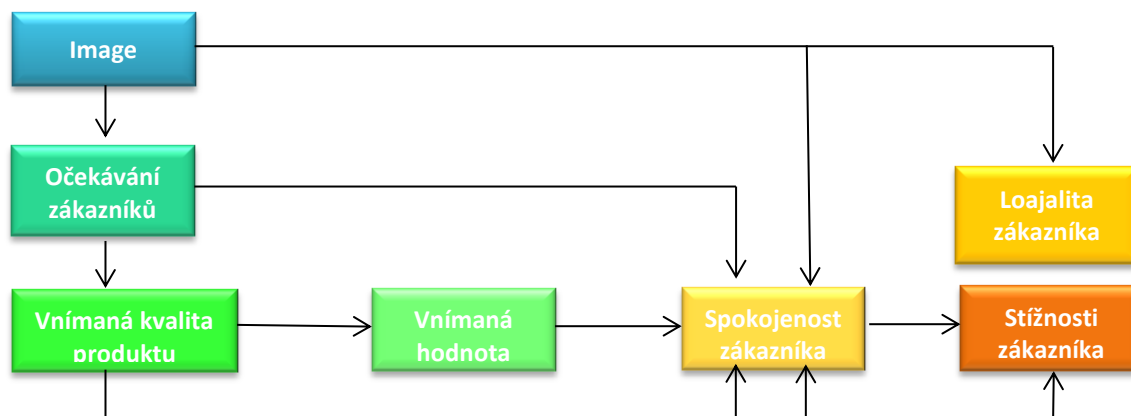 Image
Očekávání
zákazníků
Loajalita
zákazníka
Vnímaná kvalita
produktu
Vnímaná
hodnota
Spokojenost
zákazníka
Stížnosti
zákazníka